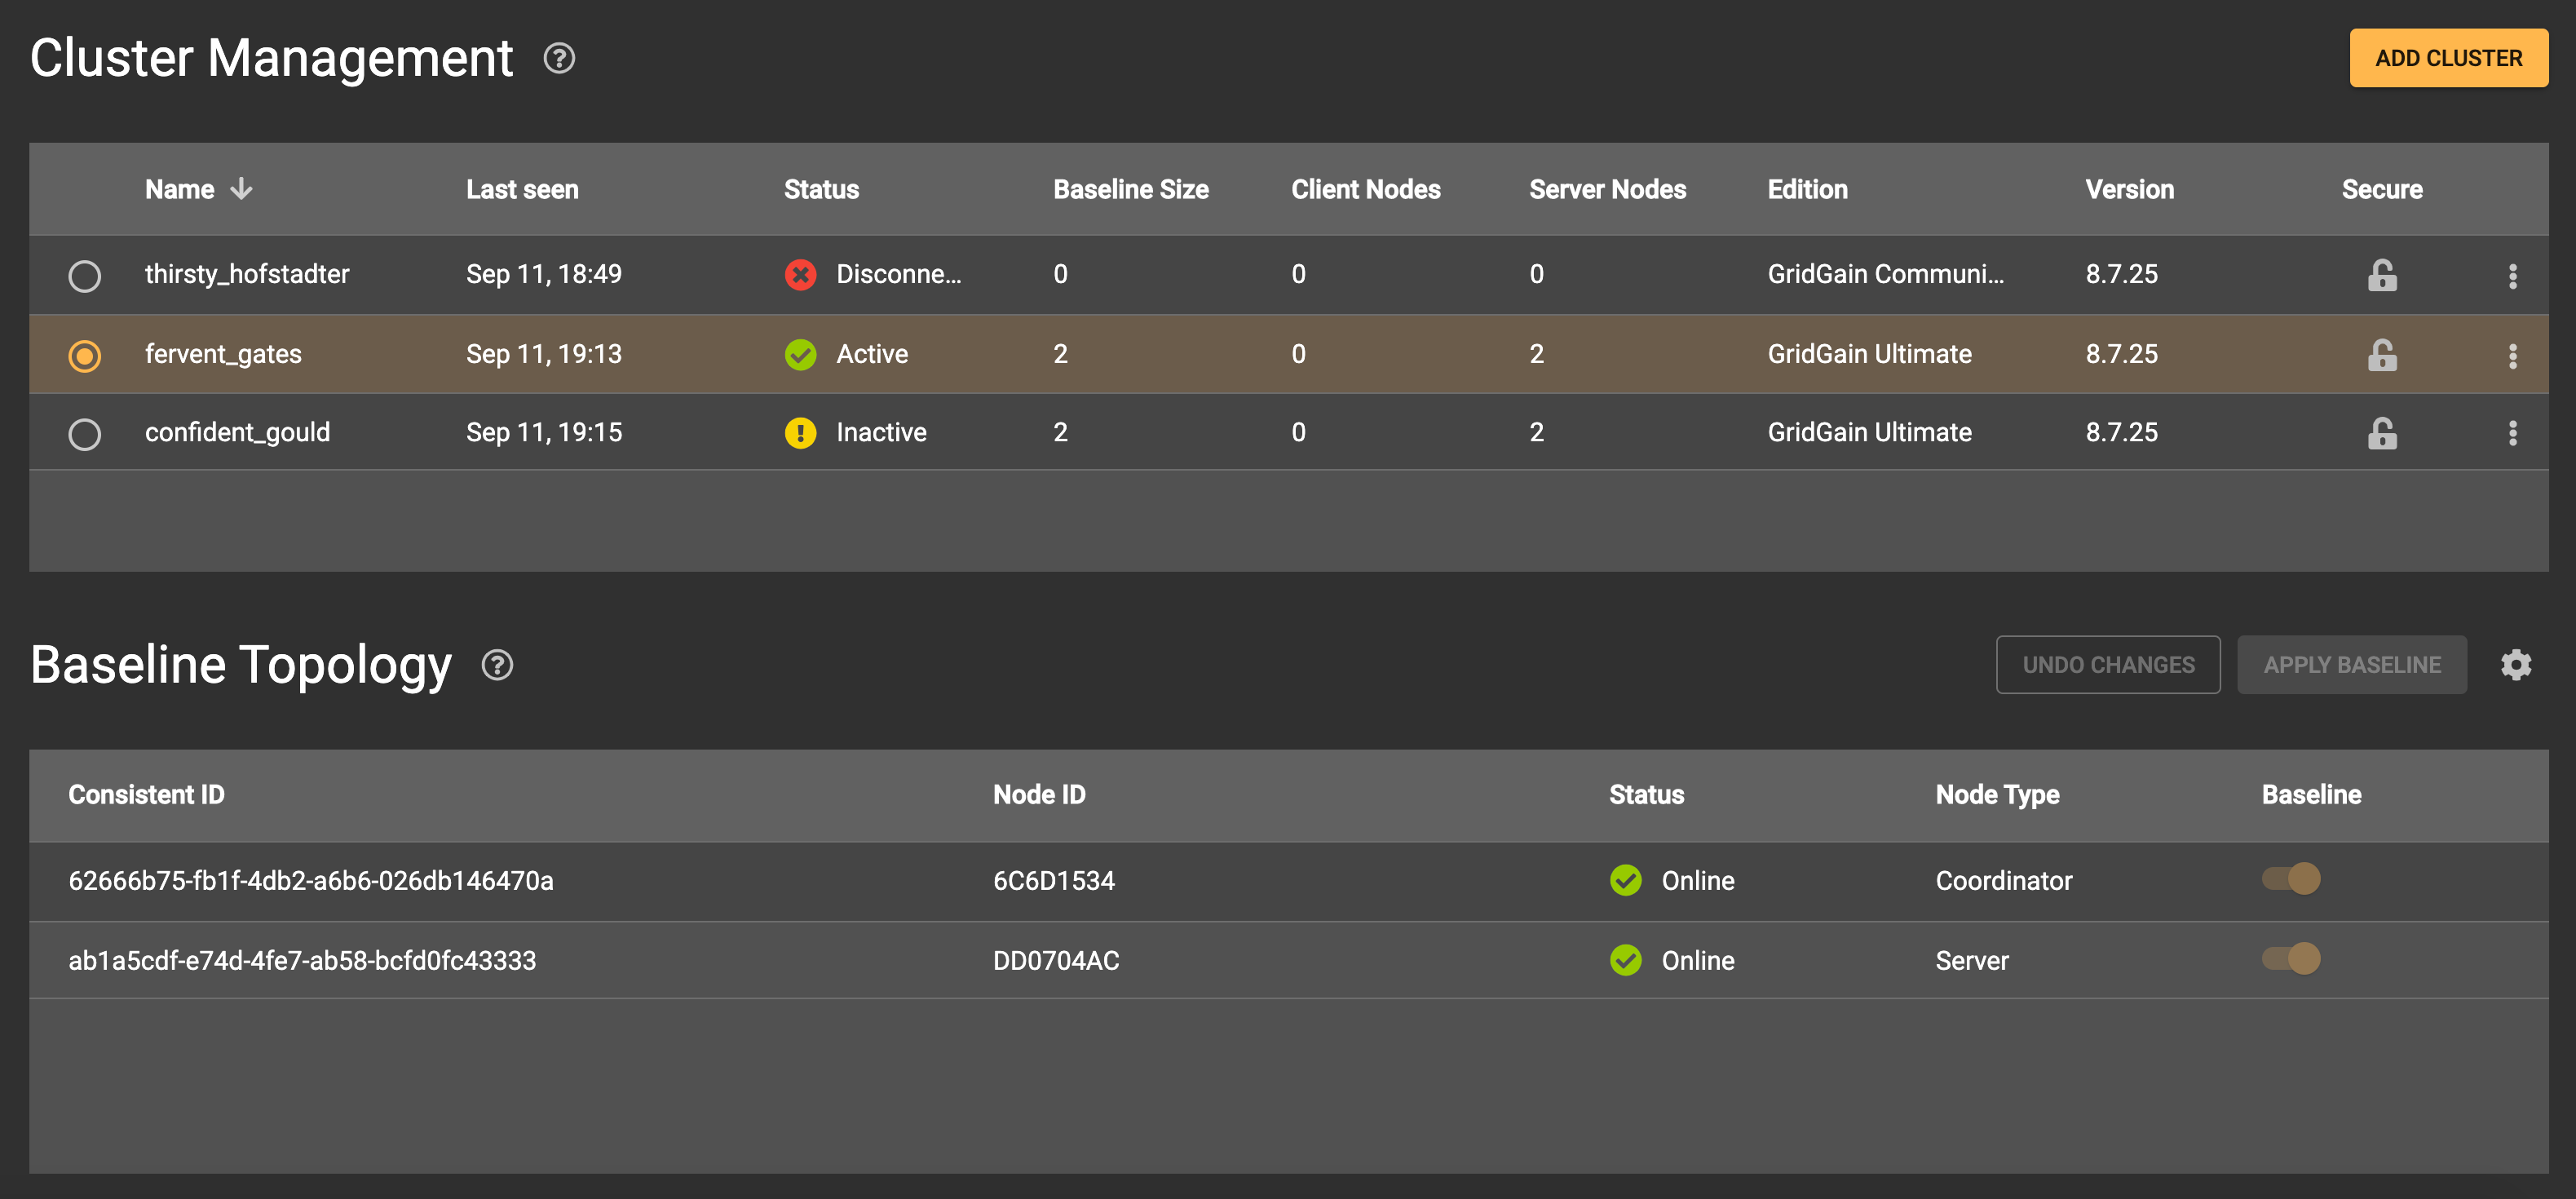 Cluster Management
ADD CLUSTER
Name Last seen Status Baseline Size Client Nodes Server Nodes Edition Version Secure
thirsty_hofstadter Sep 11, 18:49 Disconne... 0 0 0 GridGain Communi... 8.7.25
fervent_gates Sep 11, 19:13 Active 2 0 2 GridGain Ultimate 8.7.25
confident_gould Sep 11, 19:15 Inactive 2 0 2 GridGain Ultimate 8.7.25
Baseline Topology
UNDO CHANGES APPLY BASELINE
Consistent ID Node ID Status Node Type Baseline
62666b75-fb1f-4db2-a6b6-026db146470a 6C6D1534 Online Coordinator
ab1a5cdf-e74d-4fe7-ab58-bcfd0fc43333 DD0704AC Online Server